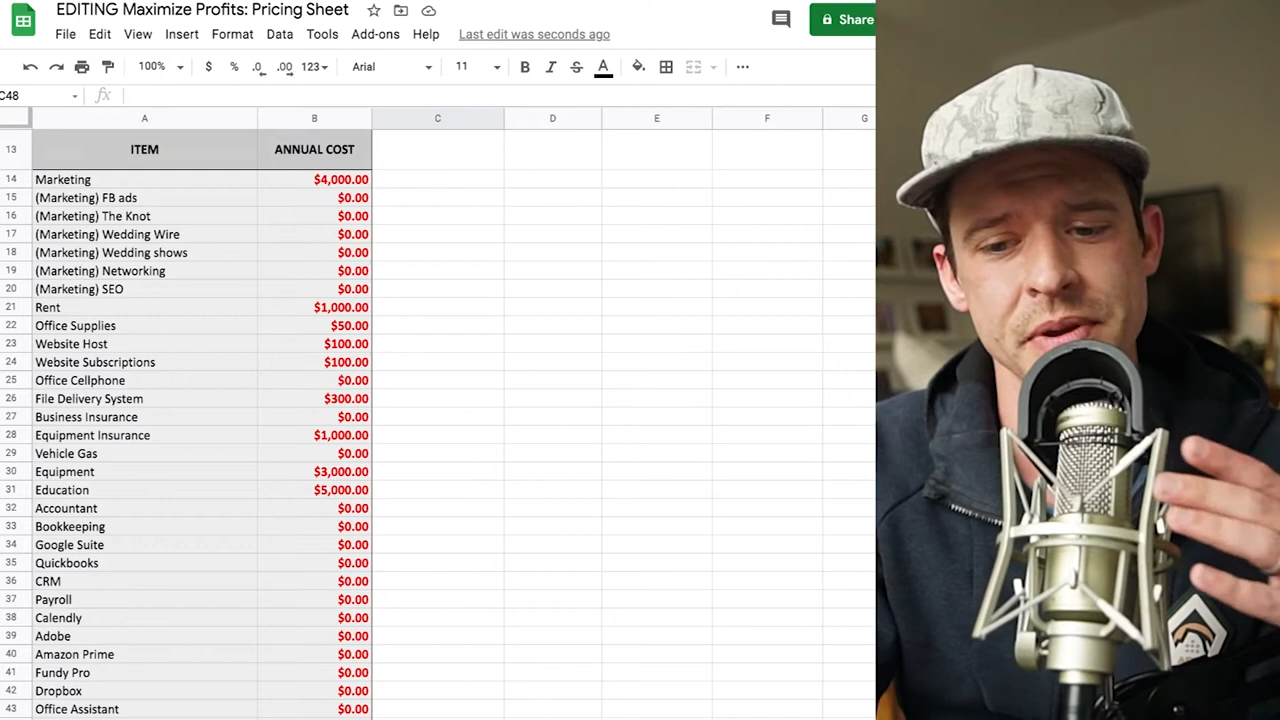 EDITING Maximize Profits: Pricing Sheet
File Edit View Insert Format Data Tools Add-ons Help Last edit was seconds ago
Share
100% $ % .0 .00 123 Arial 11 B I S A
C48 fx
A B C D E F G
13 ITEM ANNUAL COST
14 Marketing $4,000.00
15 (Marketing) FB ads $0.00
16 (Marketing) The Knot $0.00
17 (Marketing) Wedding Wire $0.00
18 (Marketing) Wedding shows $0.00
19 (Marketing) Networking $0.00
20 (Marketing) SEO $0.00
21 Rent $1,000.00
22 Office Supplies $50.00
23 Website Host $100.00
24 Website Subscriptions $100.00
25 Office Cellphone $0.00
26 File Delivery System $300.00
27 Business Insurance $0.00
28 Equipment Insurance $1,000.00
29 Vehicle Gas $0.00
30 Equipment $3,000.00
31 Education $5,000.00
32 Accountant $0.00
33 Bookkeeping $0.00
34 Google Suite $0.00
35 Quickbooks $0.00
36 CRM $0.00
37 Payroll $0.00
38 Calendly $0.00
39 Adobe $0.00
40 Amazon Prime $0.00
41 Fundy Pro $0.00
42 Dropbox $0.00
43 Office Assistant $0.00